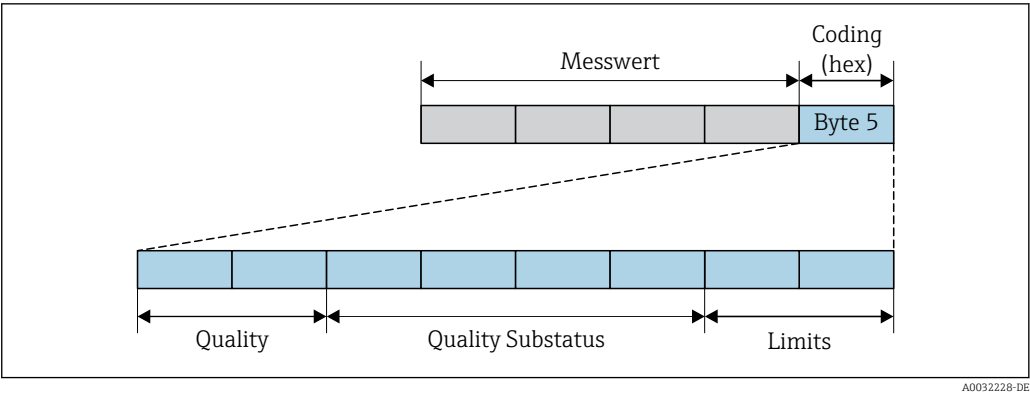 Coding
(hex)
Messwert
Byte 5
Quality
Quality Substatus
Limits
A0032228-DE